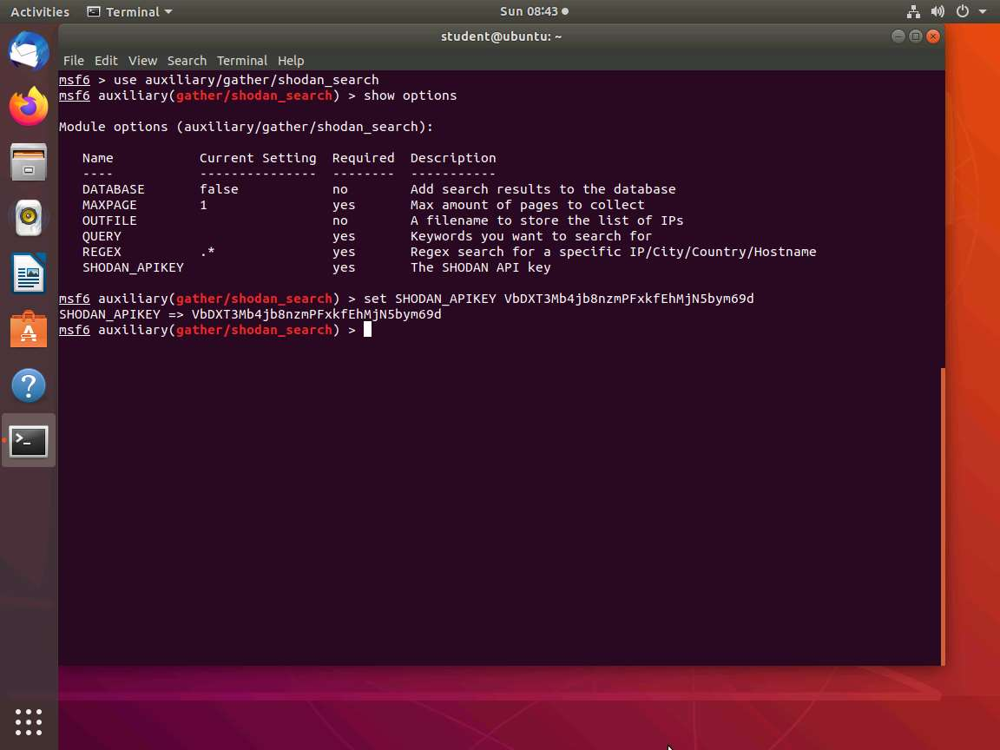 Activities Terminal Sun 08:43
student@ubuntu: ~
File Edit View Search Terminal Help
msf6 > use auxiliary/gather/shodan_search
msf6 auxiliary(gather/shodan_search) > show options
Module options (auxiliary/gather/shodan_search):
Name Current Setting Required Description
---- --------------- -------- -----------
DATABASE false no Add search results to the database
MAXPAGE 1 yes Max amount of pages to collect
OUTFILE no A filename to store the list of IPs
QUERY yes Keywords you want to search for
REGEX .* yes Regex search for a specific IP/City/Country/Hostname
SHODAN_APIKEY yes The SHODAN API key
msf6 auxiliary(gather/shodan_search) > set SHODAN_APIKEY VbDXT3Mb4jb8nzmPFxkfEhMjN5bym69d
SHODAN_APIKEY => VbDXT3Mb4jb8nzmPFxkfEhMjN5bym69d
msf6 auxiliary(gather/shodan_search) >